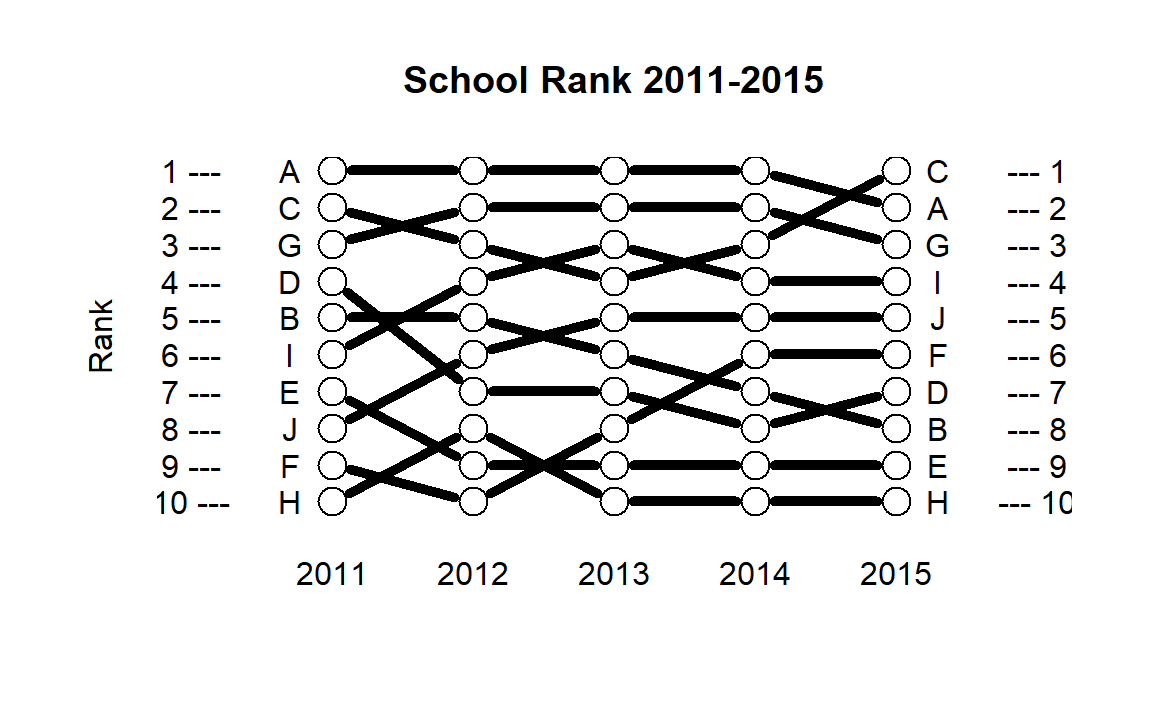 School Rank 2011-2015
Rank
1 --- A C --- 1
2 --- C A --- 2
3 --- G G --- 3
4 --- D I --- 4
5 --- B J --- 5
6 --- I F --- 6
7 --- E D --- 7
8 --- J B --- 8
9 --- F E --- 9
10 --- H H --- 10
2011 2012 2013 2014 2015